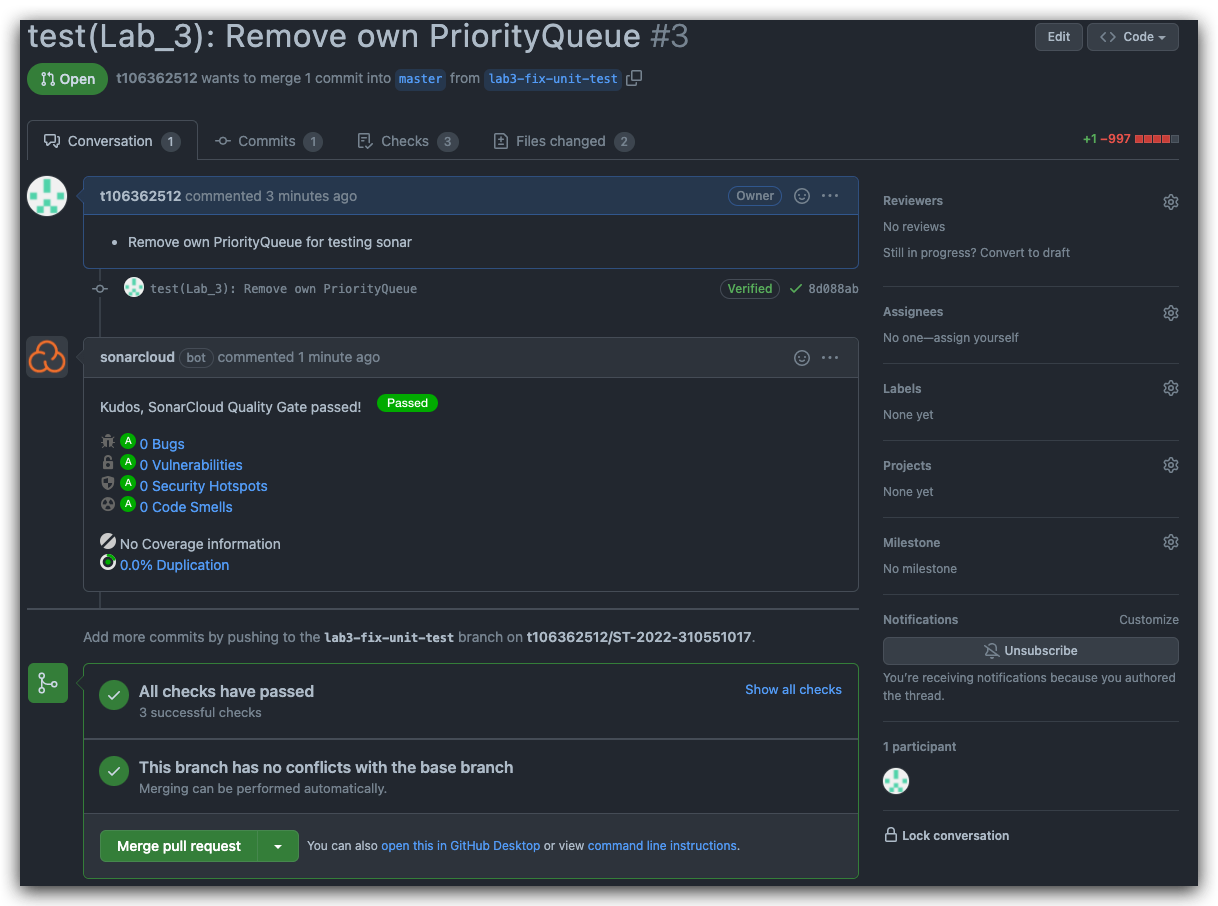 test(Lab_3): Remove own PriorityQueue #3
Edit
<> Code
Open
t106362512 wants to merge 1 commit into master from lab3-fix-unit-test
Conversation 1
Commits 1
Checks 3
Files changed 2
+1 −997
t106362512 commented 3 minutes ago
Owner
• Remove own PriorityQueue for testing sonar
test(Lab_3): Remove own PriorityQueue
Verified
8d088ab
sonarcloud bot commented 1 minute ago
Kudos, SonarCloud Quality Gate passed! Passed
A 0 Bugs
A 0 Vulnerabilities
A 0 Security Hotspots
A 0 Code Smells
No Coverage information
0.0% Duplication
Add more commits by pushing to the lab3-fix-unit-test branch on t106362512/ST-2022-310551017.
All checks have passed
3 successful checks
Show all checks
This branch has no conflicts with the base branch
Merging can be performed automatically.
Merge pull request
You can also open this in GitHub Desktop or view command line instructions.
Reviewers
No reviews
Still in progress? Convert to draft
Assignees
No one—assign yourself
Labels
None yet
Projects
None yet
Milestone
No milestone
Notifications
Customize
Unsubscribe
You're receiving notifications because you authored
the thread.
1 participant
Lock conversation